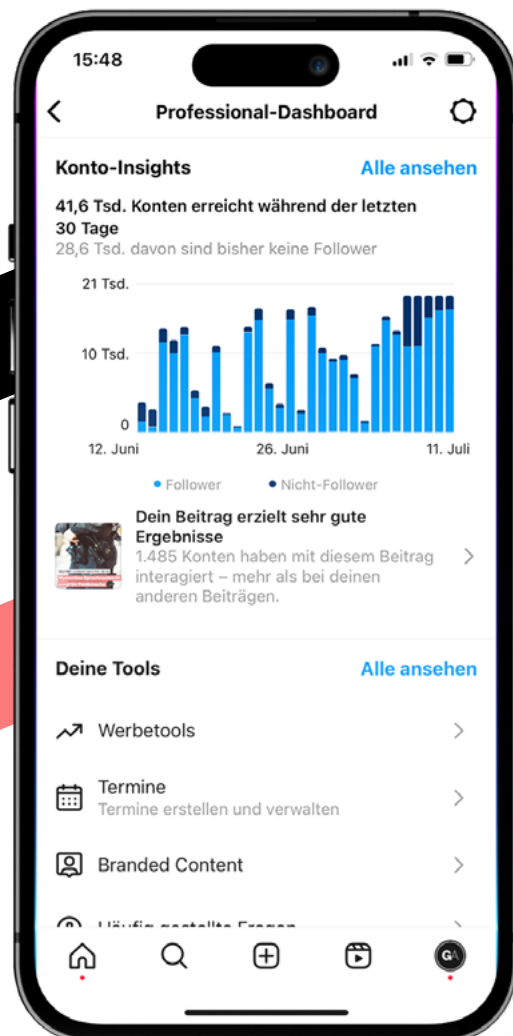 15:48
Professional-Dashboard
Konto-Insights
Alle ansehen
41,6 Tsd. Konten erreicht während der letzten
30 Tage
28,6 Tsd. davon sind bisher keine Follower
21 Tsd.
10 Tsd.
0
12. Juni
26. Juni
11. Juli
Follower
Nicht-Follower
Dein Beitrag erzielt sehr gute
Ergebnisse
1.485 Konten haben mit diesem Beitrag
interagiert – mehr als bei deinen
anderen Beiträgen.
Deine Tools
Alle ansehen
Werbetools
Termine
Termine erstellen und verwalten
Branded Content
Häufig gestellte Fragen
GA